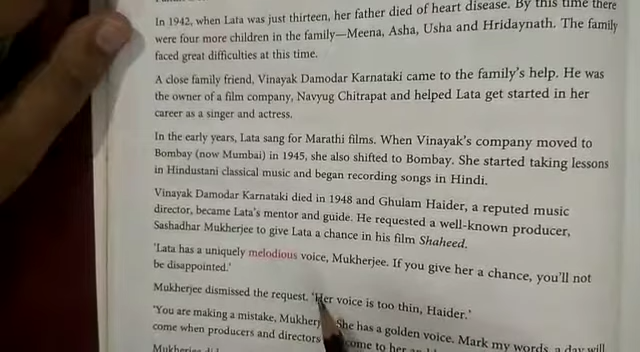 In 1942, when Lata was just thirteen, her father died of heart disease. By this time there
were four more children in the family—Meena, Asha, Usha and Hridaynath. The family
faced great difficulties at this time.
A close family friend, Vinayak Damodar Karnataki came to the family's help. He was
the owner of a film company, Navyug Chitrapat and helped Lata get started in her
career as a singer and actress.
In the early years, Lata sang for Marathi films. When Vinayak's company moved to
Bombay (now Mumbai) in 1945, she also shifted to Bombay. She started taking lessons
in Hindustani classical music and began recording songs in Hindi.
Vinayak Damodar Karnataki died in 1948 and Ghulam Haider, a reputed music
director, became Lata's mentor and guide. He requested a well-known producer,
Sashadhar Mukherjee to give Lata a chance in his film Shaheed.
'Lata has a uniquely melodious voice, Mukherjee. If you give her a chance, you'll not
be disappointed.'
Mukherjee dismissed the request. 'Her voice is too thin, Haider.'
'You are making a mistake, She has a golden voice. Mark my words, a day will
come when producers and directors come to her